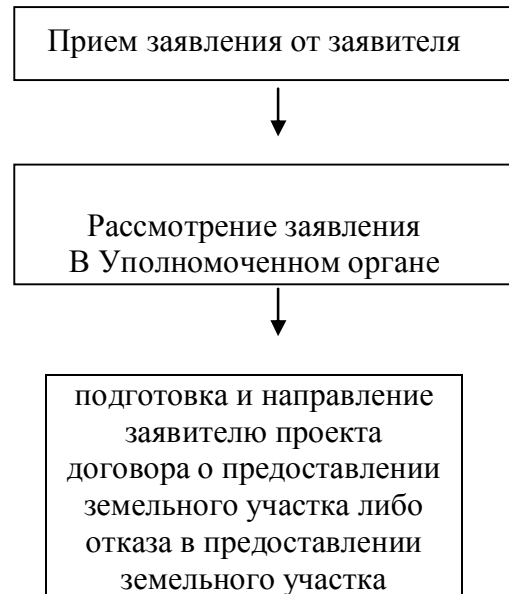 Прием заявления от заявителя
Рассмотрение заявления
В Уполномоченном органе
подготовка и направление
заявителю проекта
договора о предоставлении
земельного участка либо
отказа в предоставлении
земельного участка